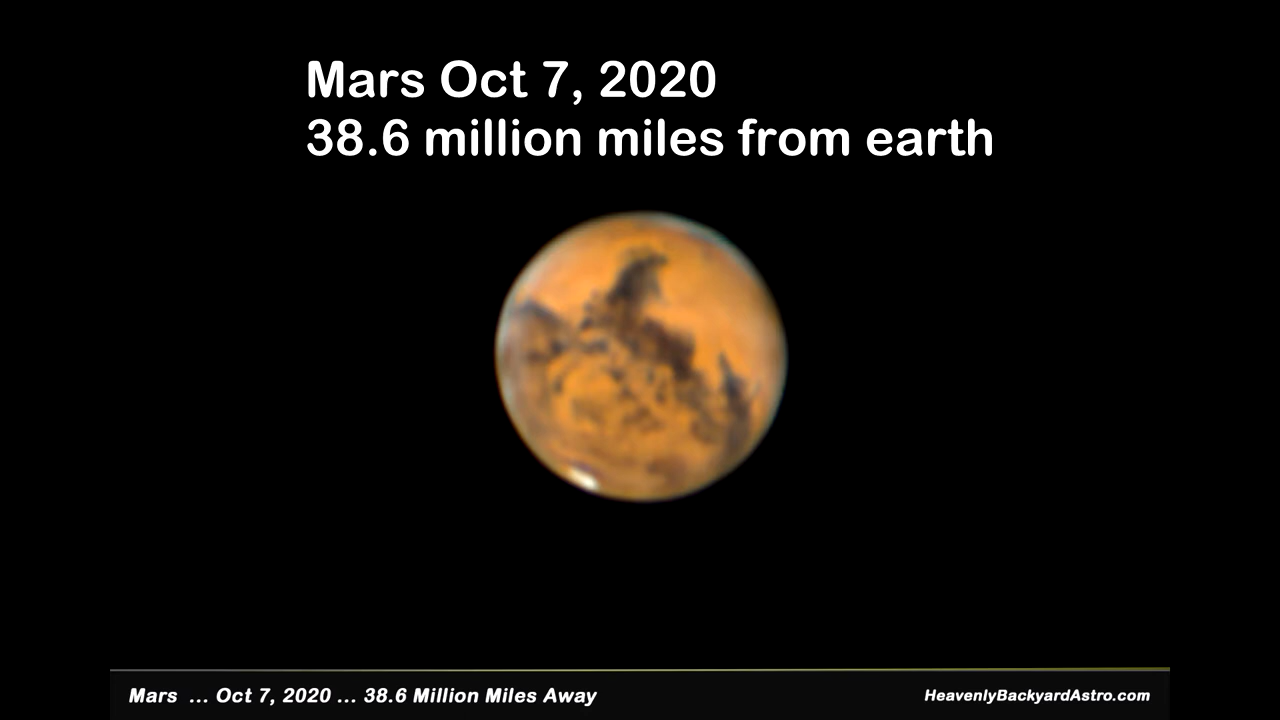 Mars Oct 7, 2020
38.6 million miles from earth
Mars ... Oct 7, 2020 ... 38.6 Million Miles Away
HeavenlyBackyardAstro.com